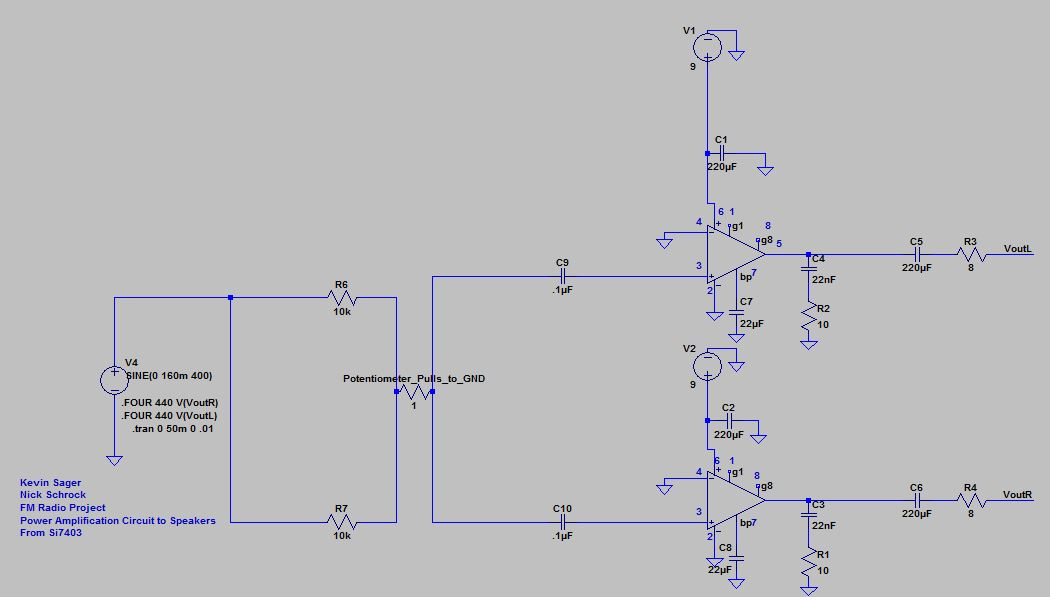 V1
9
C1
220µF
6 1
4
g1
8
g8 5
3
bp7
2
C7
22µF
C4
22nF
R2
10
C5
220µF
R3
8
VoutL
C9
.1µF
R6
10k
V4
SINE(0 160m 400)
.FOUR 440 V(VoutR)
.FOUR 440 V(VoutL)
.tran 0 50m 0 .01
Potentiometer_Pulls_to_GND
1
V2
9
C2
220µF
6 1
4
g1
8
g8
3
bp7
2
C8
22µF
C3
22nF
R1
10
C6
220µF
R4
8
VoutR
C10
.1µF
R7
10k
Kevin Sager
Nick Schrock
FM Radio Project
Power Amplification Circuit to Speakers
From Si7403